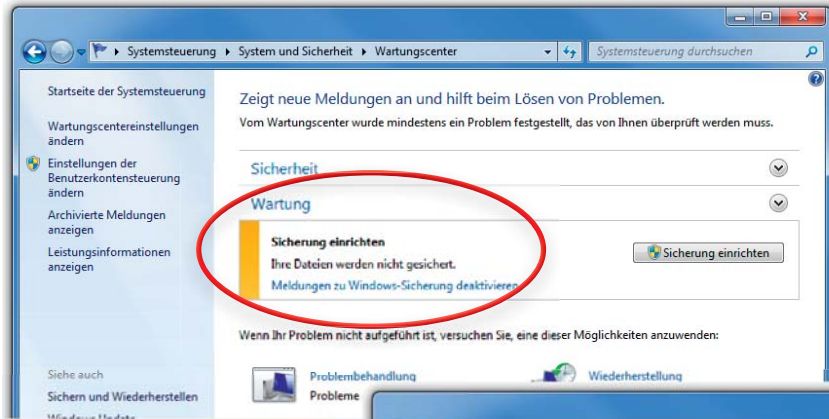 Systemsteuerung ▸ System und Sicherheit ▸ Wartungscenter
Systemsteuerung durchsuchen
Startseite der Systemsteuerung
Wartungscentereinstellungen
ändern
Einstellungen der
Benutzerkontensteuerung
ändern
Archivierte Meldungen
anzeigen
Leistungsinformationen
anzeigen
Siehe auch
Sichern und Wiederherstellen
Windows Update
Zeigt neue Meldungen an und hilft beim Lösen von Problemen.
Vom Wartungscenter wurde mindestens ein Problem festgestellt, das von Ihnen überprüft werden muss.
Sicherheit
Wartung
Sicherung einrichten
Ihre Dateien werden nicht gesichert.
Meldungen zu Windows-Sicherung deaktivieren
Sicherung einrichten
Wenn Ihr Problem nicht aufgeführt ist, versuchen Sie, eine dieser Möglichkeiten anzuwenden:
Problembehandlung
Probleme
Wiederherstellung